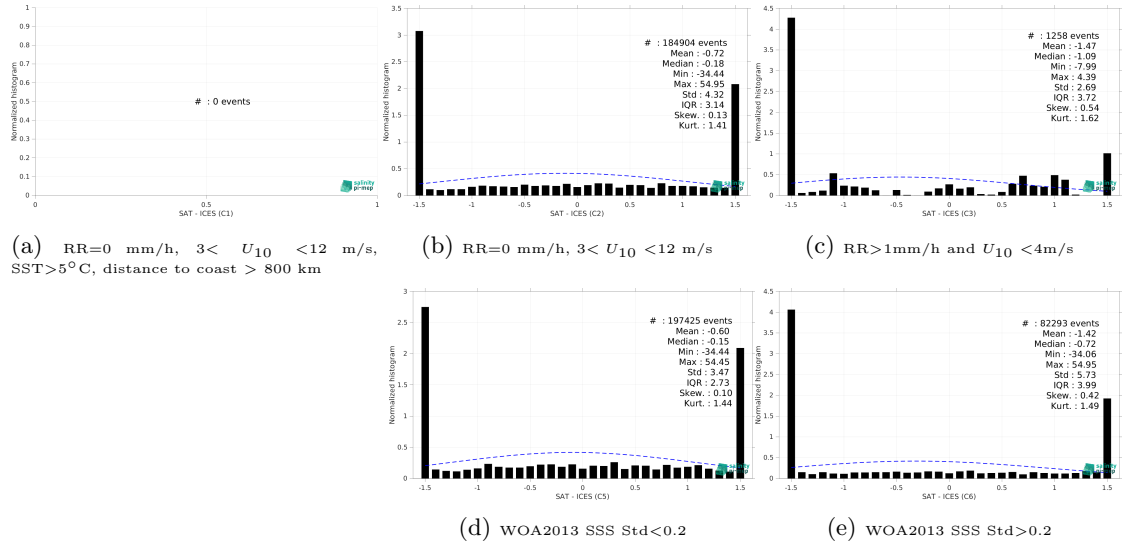 1
0.9
0.8
0.7
0.6
0.5
0.4
0.3
0.2
0.1
0
Normalized histogram
# : 0 events
salinity
pi-mep
0
0.5
1
SAT - ICES (C1)
(a) RR=0 mm/h, 3< U10 <12 m/s,
SST>5°C, distance to coast > 800 km
3.5
3
2.5
2
1.5
1
0.5
0
Normalized histogram
# : 184904 events
Mean : -0.72
Median : -0.18
Min : -34.44
Max : 54.95
Std : 4.32
IQR : 3.14
Skew. : 0.13
Kurt. : 1.41
-1.5
-1
-0.5
0
0.5
1
1.5
SAT - ICES (C2)
(b) RR=0 mm/h, 3< U10 <12 m/s
4.5
4
3.5
3
2.5
2
1.5
1
0.5
0
Normalized histogram
# : 1258 events
Mean : -1.47
Median : -1.09
Min : -7.99
Max : 4.39
Std : 2.69
IQR : 3.72
Skew. : 0.54
Kurt. : 1.62
-1.5
-1
-0.5
0
0.5
1
1.5
SAT - ICES (C3)
(c) RR>1mm/h and U10 <4m/s
3
2.5
2
1.5
1
0.5
0
Normalized histogram
# : 197425 events
Mean : -0.60
Median : -0.15
Min : -34.44
Max : 54.45
Std : 3.47
IQR : 2.73
Skew. : 0.10
Kurt. : 1.44
-1.5
-1
-0.5
0
0.5
1
1.5
SAT - ICES (C5)
(d) WOA2013 SSS Std<0.2
4.5
4
3.5
3
2.5
2
1.5
1
0.5
0
Normalized histogram
# : 82293 events
Mean : -1.42
Median : -0.72
Min : -34.06
Max : 54.95
Std : 5.73
IQR : 3.99
Skew. : 0.42
Kurt. : 1.49
-1.5
-1
-0.5
0
0.5
1
1.5
SAT - ICES (C6)
(e) WOA2013 SSS Std>0.2